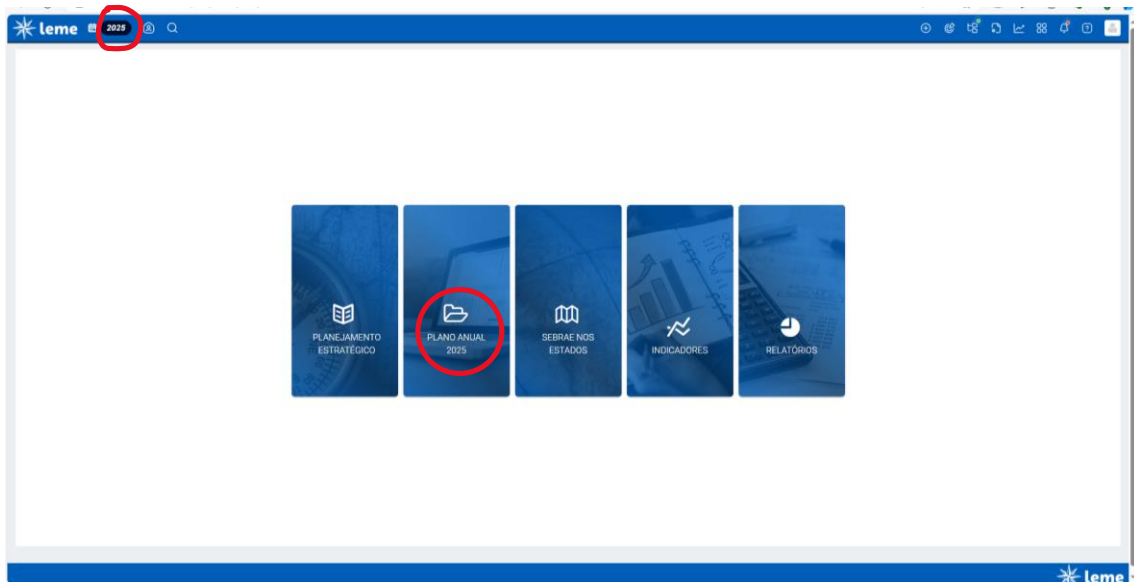 leme 2025
PLANEJAMENTO
ESTRATÉGICO
PLANO ANUAL
2025
SEBRAE NOS
ESTADOS
INDICADORES
RELATÓRIOS
leme